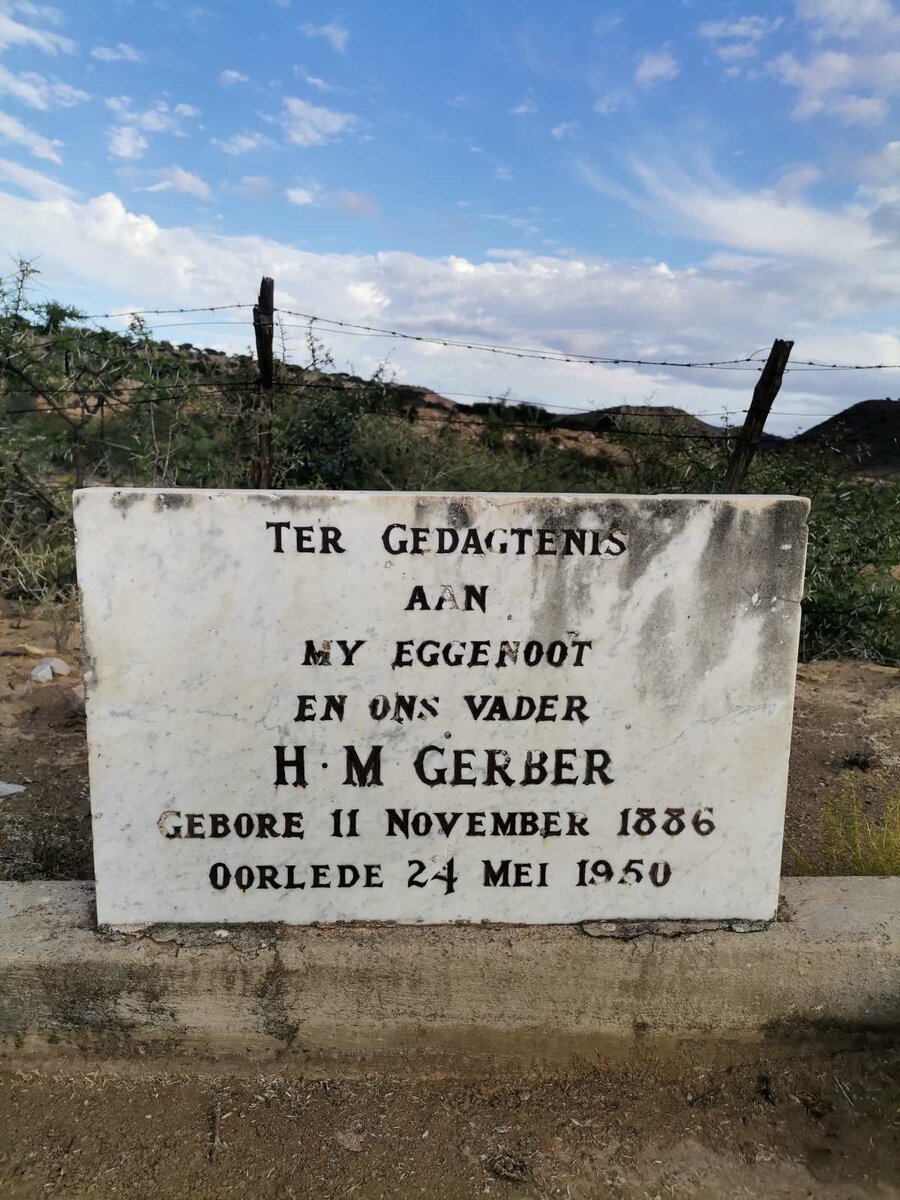 TER GEDAGTENIS
AAN
MY EGGENOOT
EN ONS VADER
H·M GERBER
GEBORE 11 NOVEMBER 1886
OORLEDE 24 MEI 1950